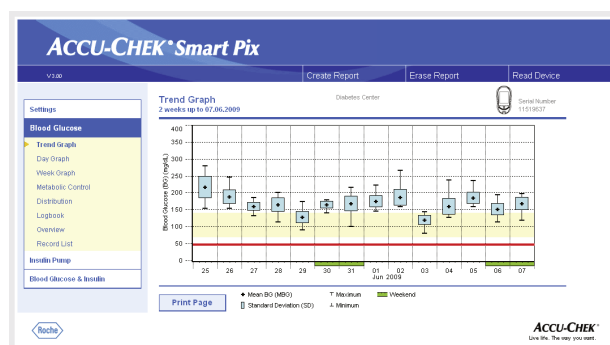 ACCU-CHEK® Smart Pix
V 3.00
Create Report
Erase Report
Read Device
Settings
Blood Glucose
Trend Graph
Day Graph
Week Graph
Metabolic Control
Distribution
Logbook
Overview
Record List
Insulin Pump
Blood Glucose & Insulin
Trend Graph
2 weeks up to 07.06.2009
Diabetes Center
Serial Number
11519637
Blood Glucose (BG) (mg/dL)
400
350
300
250
200
150
100
50
0
25 26 27 28 29 30 31 01 02 03 04 05 06 07
Jun 2009
Print Page
Mean BG (MBG)
Maximum
Weekend
Standard Deviation (SD)
Minimum
Roche
ACCU-CHEK®
Live life. The way you want.